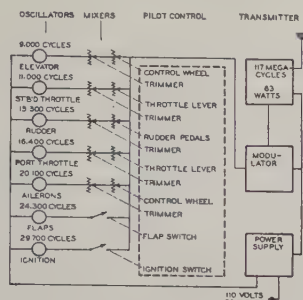 OSCILLATORS MIXERS PILOT CONTROL TRANSMITTER
9,000 CYCLES
ELEVATOR
11,000 CYCLES
STB'D THROTTLE
13,300 CYCLES
RUDDER
16,400 CYCLES
PORT THROTTLE
20,100 CYCLES
AILERONS
24,300 CYCLES
FLAPS
29,700 CYCLES
IGNITION
CONTROL WHEEL
TRIMMER
THROTTLE LEVER
TRIMMER
RUDDER PEDALS
TRIMMER
THROTTLE LEVER
TRIMMER
CONTROL WHEEL
TRIMMER
FLAP SWITCH
IGNITION SWITCH
117 MEGA-
CYCLES
63
WATTS
MODU-
LATOR
POWER
SUPPLY
110 VOLTS